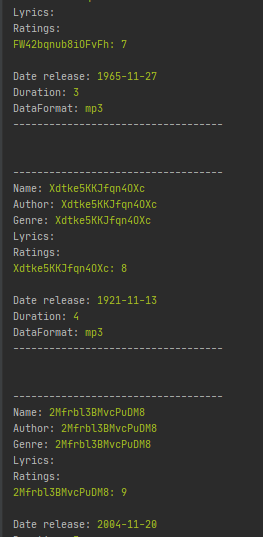 Lyrics:
Ratings:
FW42bqnub8iOFvFh: 7
Date release: 1965-11-27
Duration: 3
DataFormat: mp3
----------------------------------
----------------------------------
Name: Xdtke5KKJfqn4OXc
Author: Xdtke5KKJfqn4OXc
Genre: Xdtke5KKJfqn4OXc
Lyrics:
Ratings:
Xdtke5KKJfqn4OXc: 8
Date release: 1921-11-13
Duration: 4
DataFormat: mp3
----------------------------------
----------------------------------
Name: 2Mfrbl3BMvcPuDM8
Author: 2Mfrbl3BMvcPuDM8
Genre: 2Mfrbl3BMvcPuDM8
Lyrics:
Ratings:
2Mfrbl3BMvcPuDM8: 9
Date release: 2004-11-20